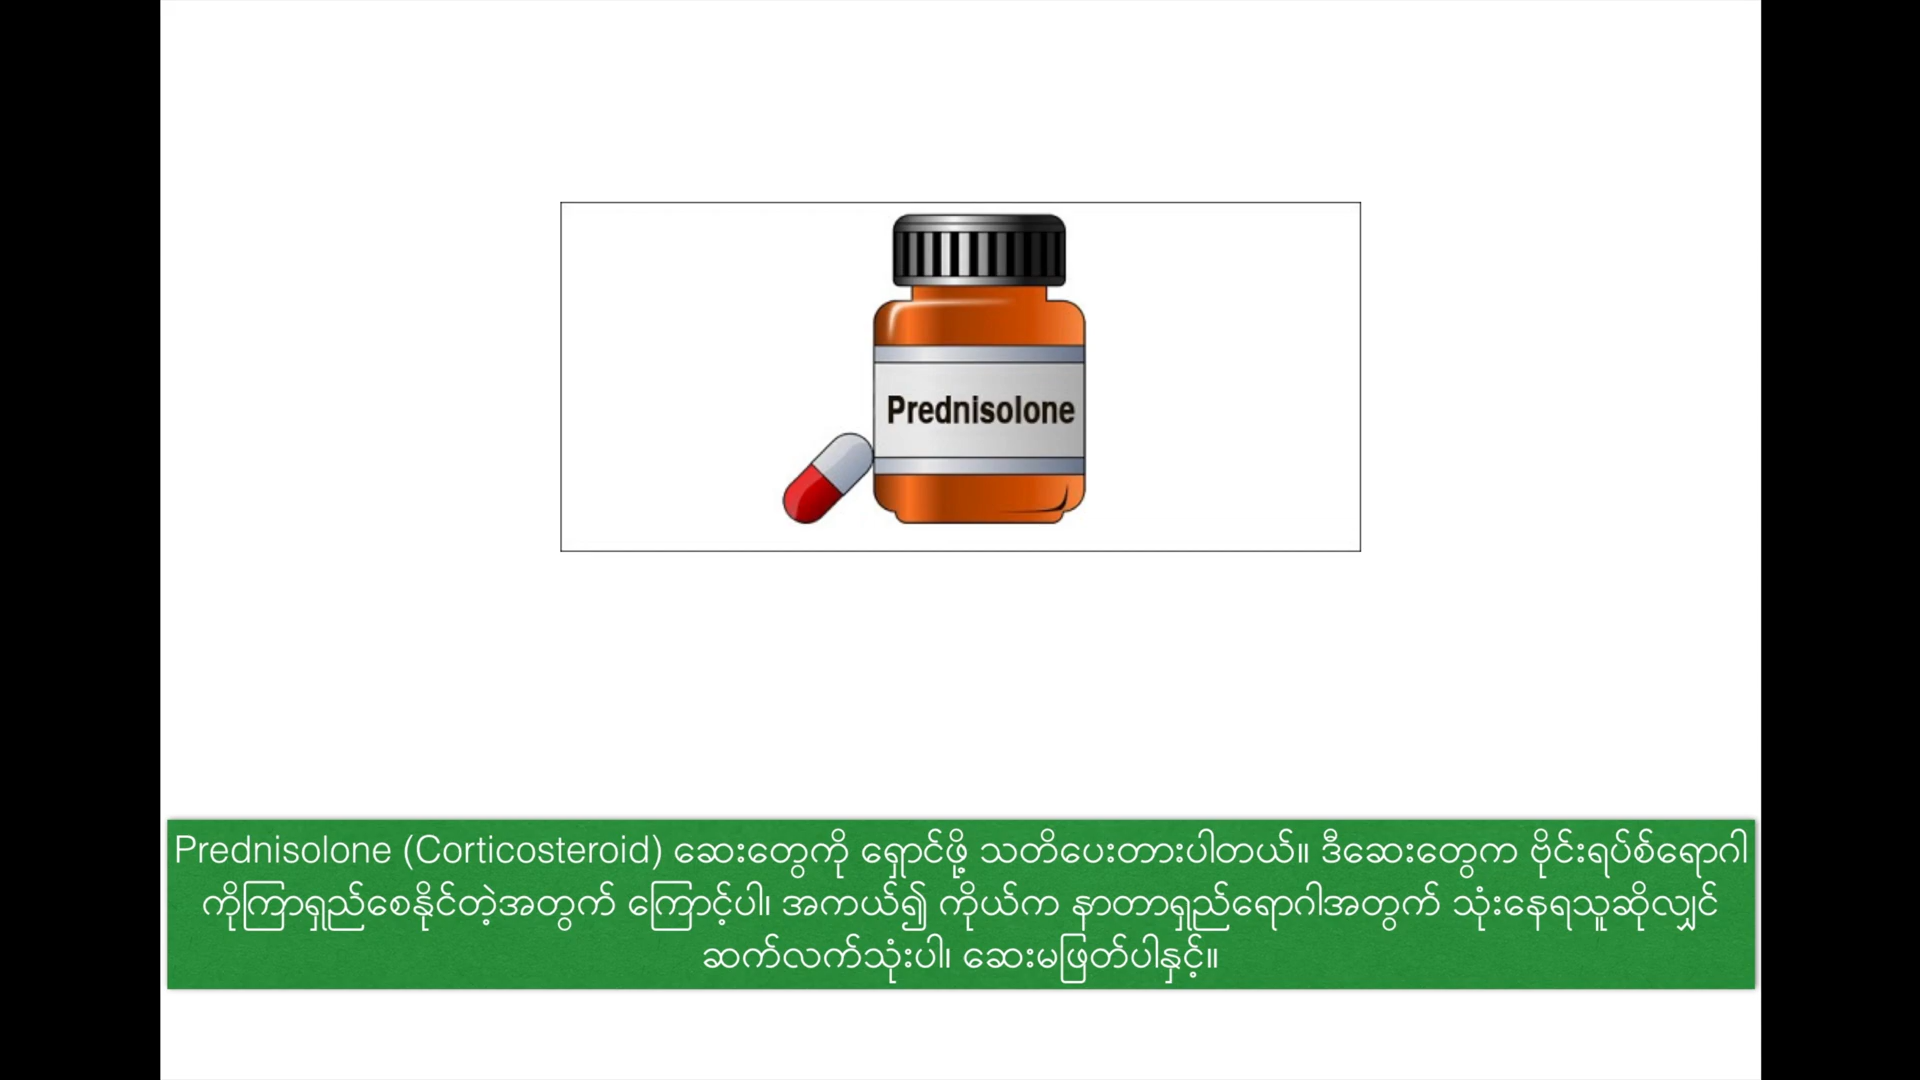 Prednisolone
Prednisolone (Corticosteroid) ဆေးတွေကို ရှောင်ဖို့ သတိပေးတားပါတယ်။ ဒီဆေးတွေက ဗိုင်းရပ်စ်ရောဂါ
ကိုကြာရှည်စေနိုင်တဲ့အတွက် ကြောင့်ပါ၊ အကယ်၍ ကိုယ်က နာတာရှည်ရောဂါအတွက် သုံးနေရသူဆိုလျှင်
ဆက်လက်သုံးပါ၊ ဆေးမဖြတ်ပါနှင့်။